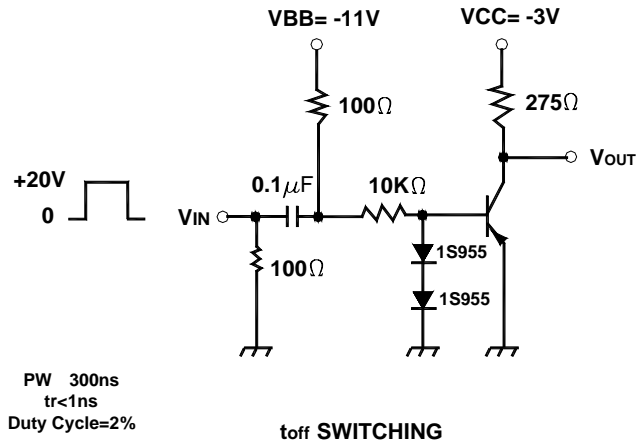 VBB= -11V
VCC= -3V
100Ω
275Ω
VOUT
+20V
0
0.1μF
10KΩ
VIN
1S955
100Ω
1S955
PW 300ns
tr<1ns
Duty Cycle=2%
toff SWITCHING